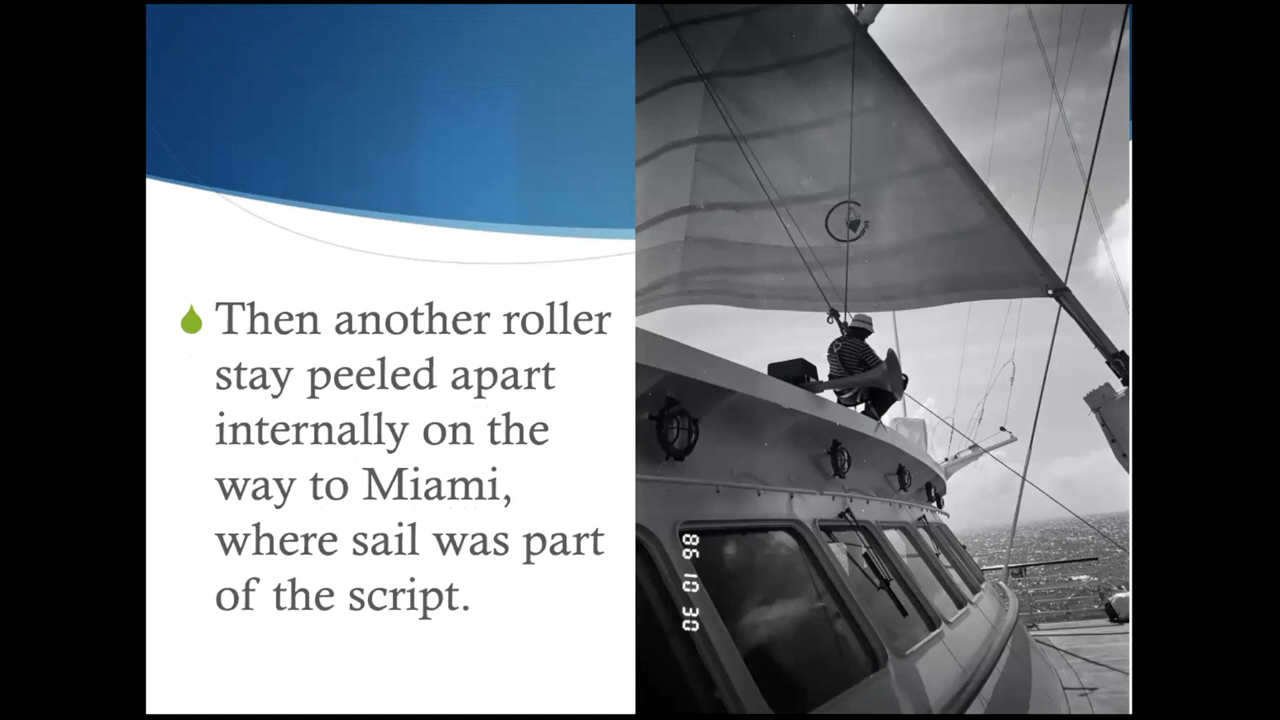 Then another roller
stay peeled apart
internally on the
way to Miami,
where sail was part
of the script.
86 10 30